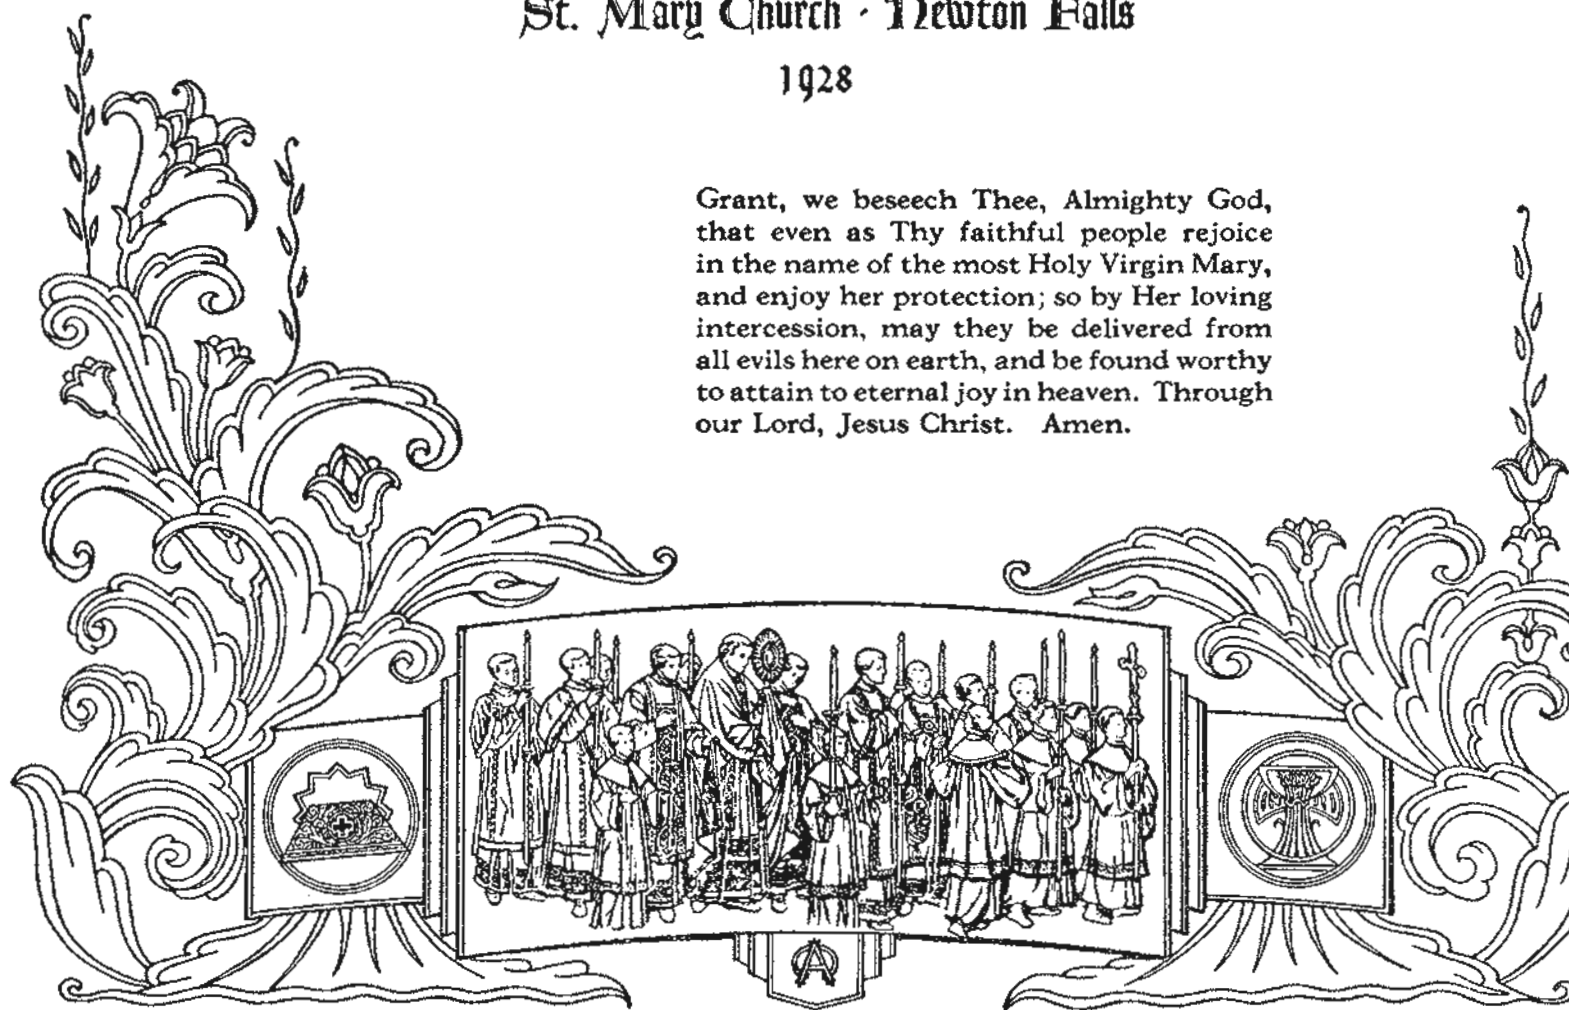 St. Mary Church · Newton Falls
1928
Grant, we beseech Thee, Almighty God,
that even as Thy faithful people rejoice
in the name of the most Holy Virgin Mary,
and enjoy her protection; so by Her loving
intercession, may they be delivered from
all evils here on earth, and be found worthy
to attain to eternal joy in heaven. Through
our Lord, Jesus Christ. Amen.